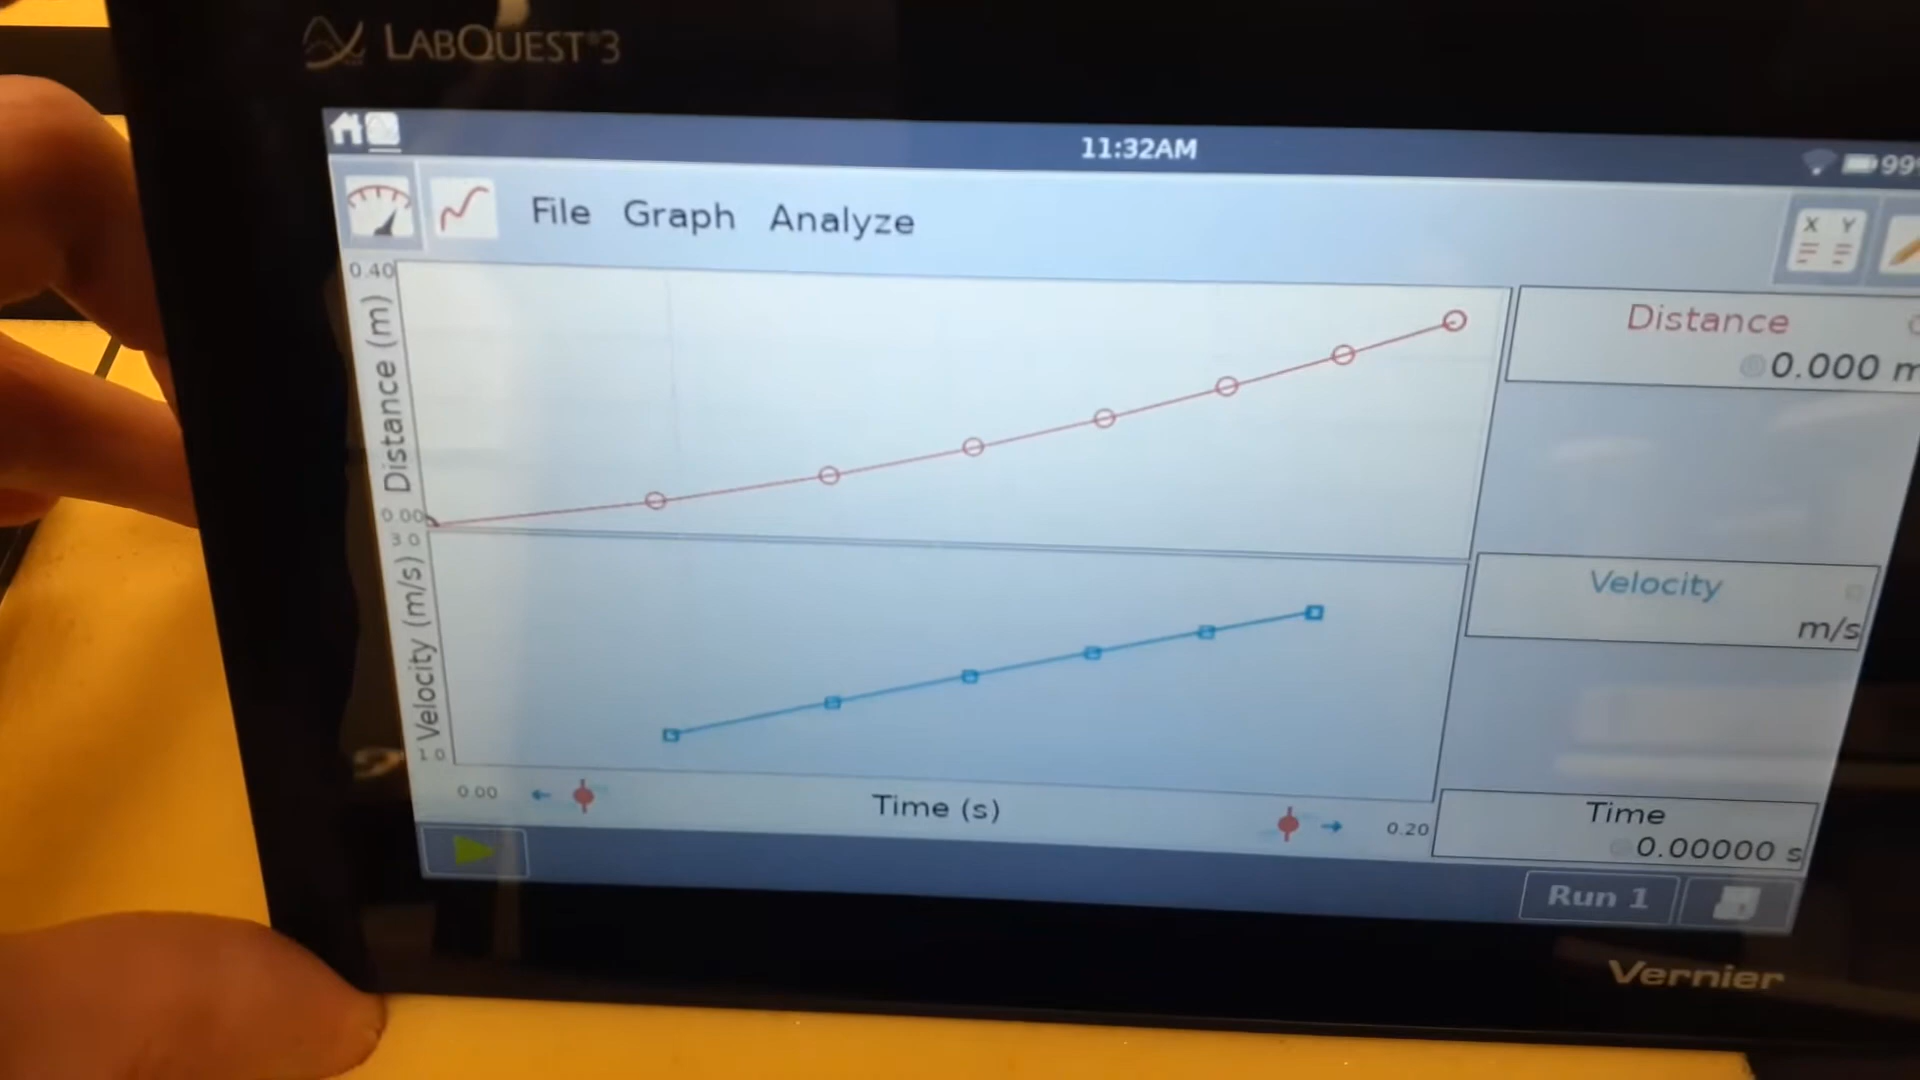 LABQUEST 3
11:32AM
99
File Graph Analyze
X Y
0.40
Distance (m)
0.00
Distance
0.000 m
3.0
Velocity (m/s)
1.0
Velocity
m/s
0.00
Time (s)
0.20
Time
0.00000 s
Run 1
Vernier